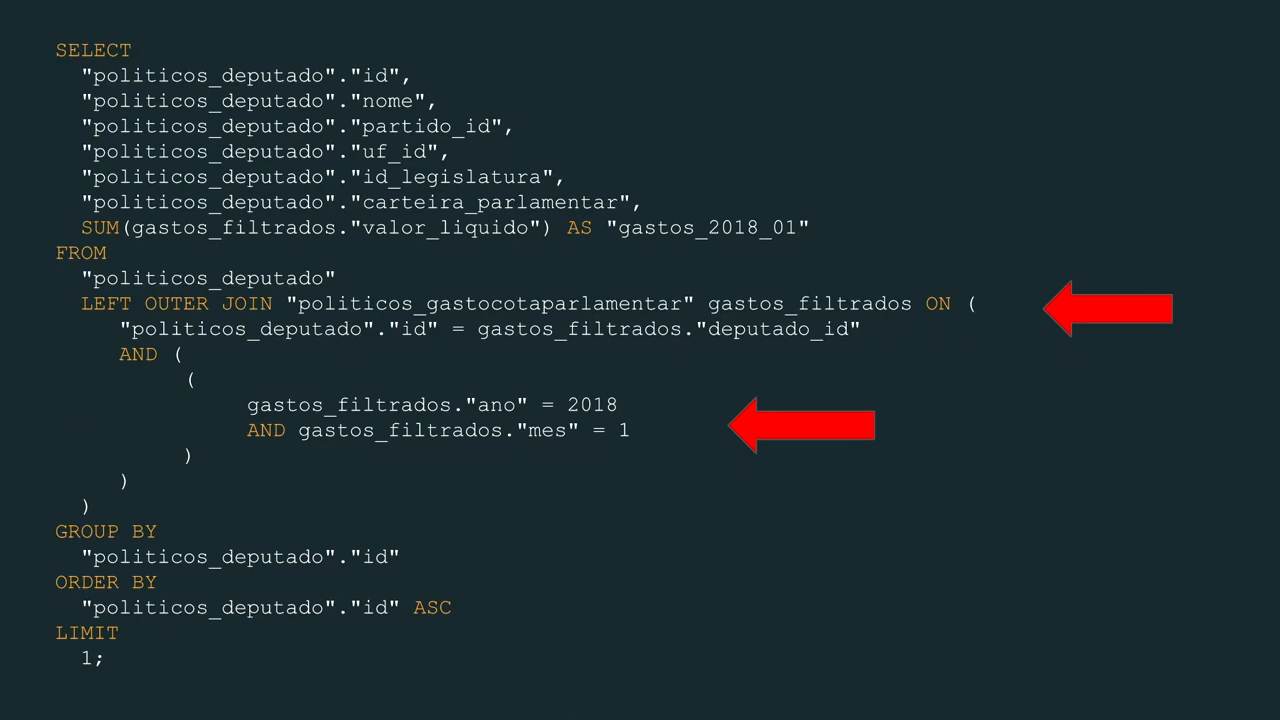 SELECT
"politicos_deputado"."id",
"politicos_deputado"."nome",
"politicos_deputado"."partido_id",
"politicos_deputado"."uf_id",
"politicos_deputado"."id_legislatura",
"politicos_deputado"."carteira_parlamentar",
SUM(gastos_filtrados."valor_liquido") AS "gastos_2018_01"
FROM
"politicos_deputado"
LEFT OUTER JOIN "politicos_gastocotaparlamentar" gastos_filtrados ON (
"politicos_deputado"."id" = gastos_filtrados."deputado_id"
AND (
(
gastos_filtrados."ano" = 2018
AND gastos_filtrados."mes" = 1
)
)
)
GROUP BY
"politicos_deputado"."id"
ORDER BY
"politicos_deputado"."id" ASC
LIMIT
1;